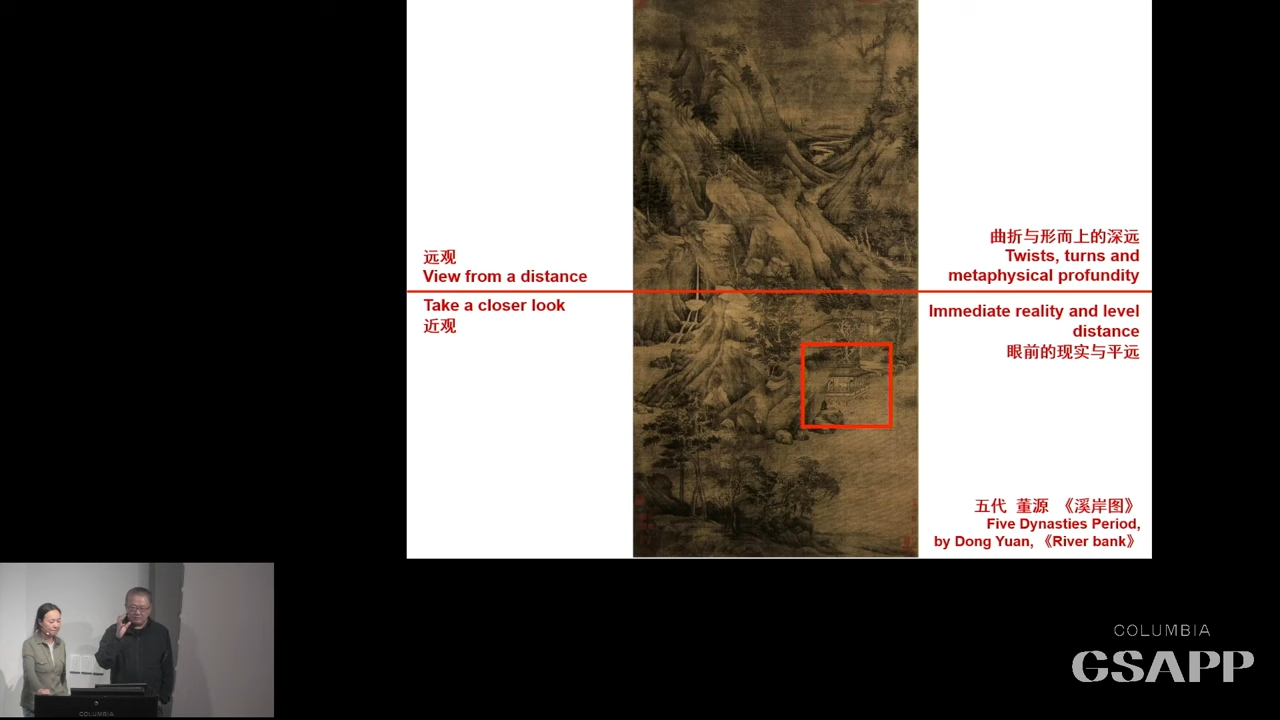 远观
View from a distance
Take a closer look
近观
曲折与形而上的深远
Twists, turns and
metaphysical profundity
Immediate reality and level
distance
眼前的现实与平远
五代 董源 《溪岸图》
Five Dynasties Period,
by Dong Yuan, 《River bank》
COLUMBIA
COLUMBIA
GSAPP